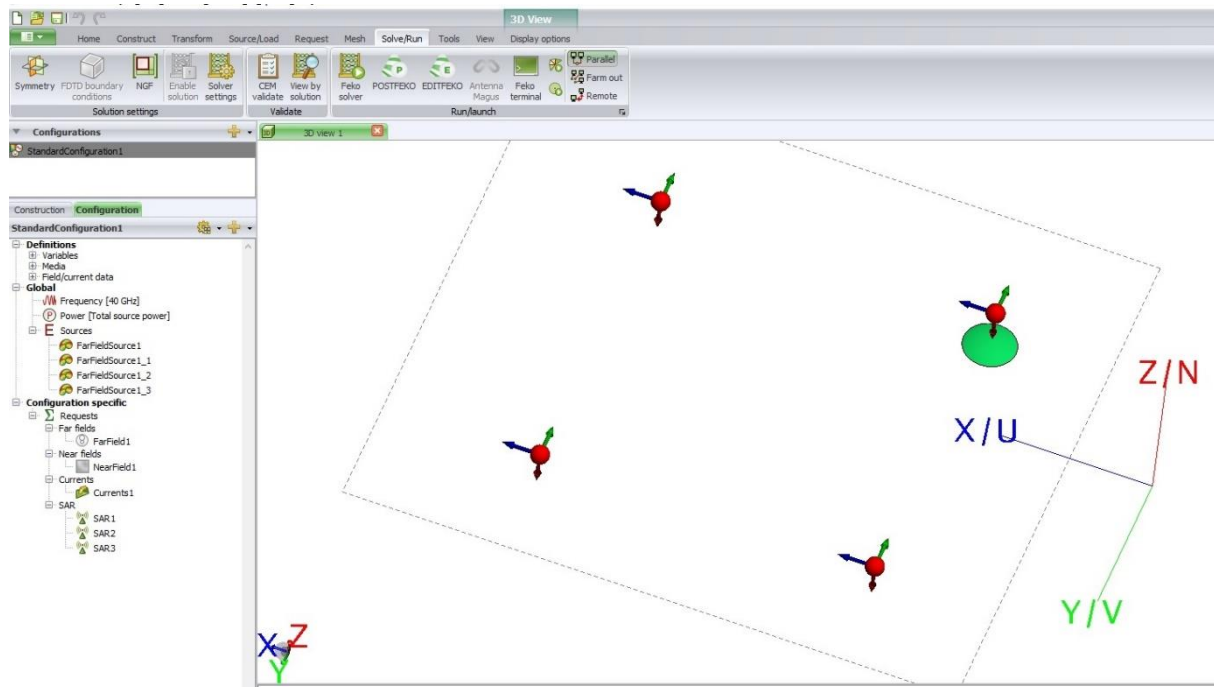 3D View
Home Construct Transform Source/Load Request Mesh Solve/Run Tools View Display options
Symmetry FDTD boundary conditions NGF Enable solution Solver settings CEM validate View by solution Feko solver POSTFEKO EDITFEKO Antenna Magus Feko terminal Parallel Farm out Remote
Solution settings Validate Run/launch
Configurations
3D view 1
StandardConfiguration1
Construction Configuration
StandardConfiguration1
Definitions
Variables
Media
Field/current data
Global
Frequency [40 GHz]
Power [Total source power]
Sources
FarFieldSource1
FarFieldSource1_1
FarFieldSource1_2
FarFieldSource1_3
Configuration specific
Requests
Far fields
FarField1
Near fields
NearField1
Currents
Currents1
SAR
SAR1
SAR2
SAR3
Z/N
X/U
Y/V
X Z
Y